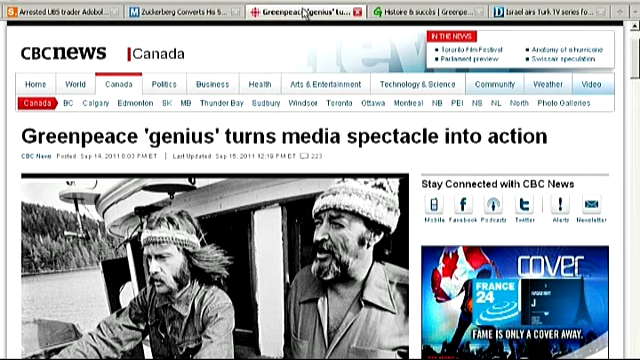 Arrested UBS trader Adobol...
Zuckerberg Converts His S...
Greenpeace 'genius' tu...
Histoire & succès | Greenpe...
Israel airs Turk TV series fo...
CBCNEWS | Canada
IN THE NEWS
Toronto Film Festival
Anatomy of a hurricane
Parliament preview
Swissair speculation
Home World Canada Politics Business Health Arts & Entertainment Technology & Science Community Weather Video
Canada BC Calgary Edmonton SK MB Thunder Bay Sudbury Windsor Toronto Ottawa Montreal NB PEI NS NL North Photo Galleries
Greenpeace 'genius' turns media spectacle into action
CBC News Posted: Sep 14, 2011 6:03 PM ET | Last Updated: Sep 15, 2011 12:19 PM ET 223
Stay Connected with CBC News
Mobile Facebook Podcasts Twitter Alerts Newsletter
COVER
FRANCE
24
FAME IS ONLY A COVER AWAY.